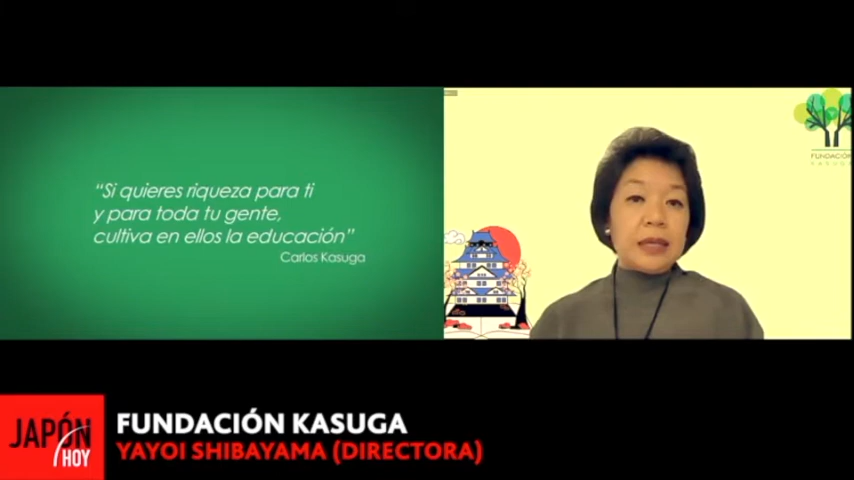 “Si quieres riqueza para ti
y para toda tu gente,
cultiva en ellos la educación”
Carlos Kasuga
FUNDACIÓN
KASUGA
JAPÓN
HOY
FUNDACIÓN KASUGA
YAYOI SHIBAYAMA (DIRECTORA)